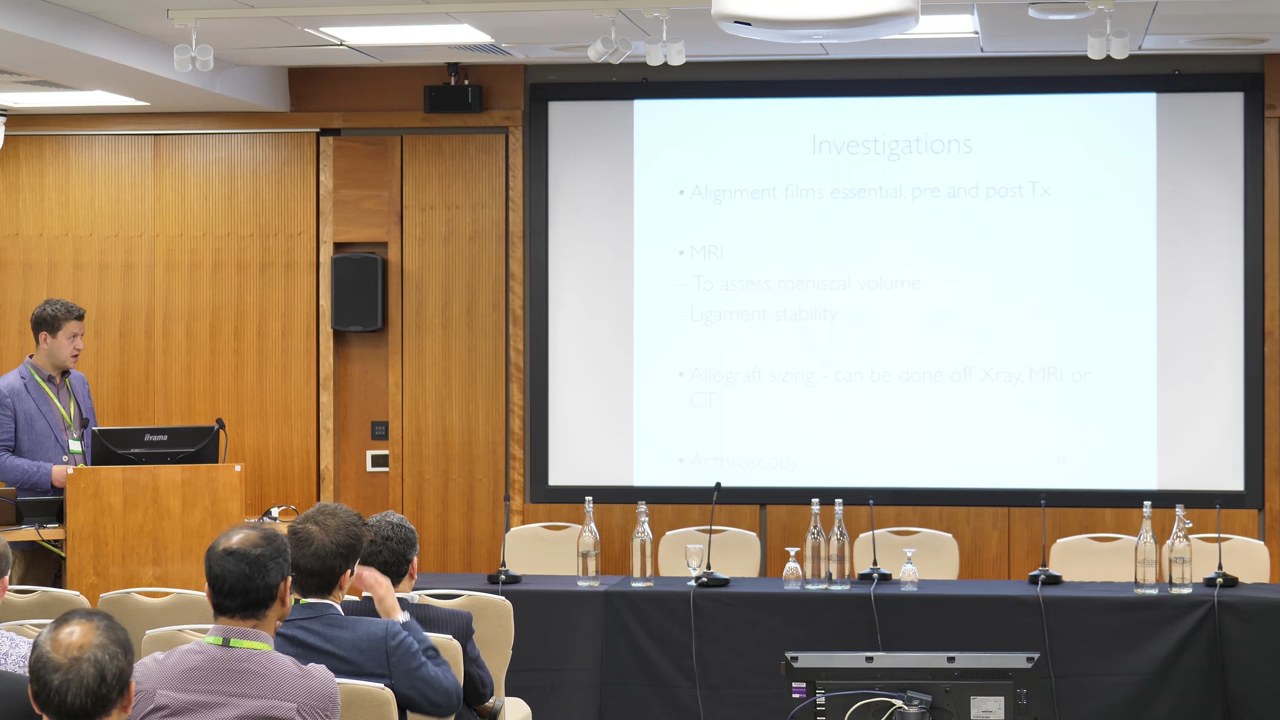 Investigations
• Alignment films essential, pre and post Tx
• MRI
– To assess meniscal volume
– Ligament stability
• Allograft sizing - can be done off Xray, MRI or
CT
• Arthroscopy
iiyama